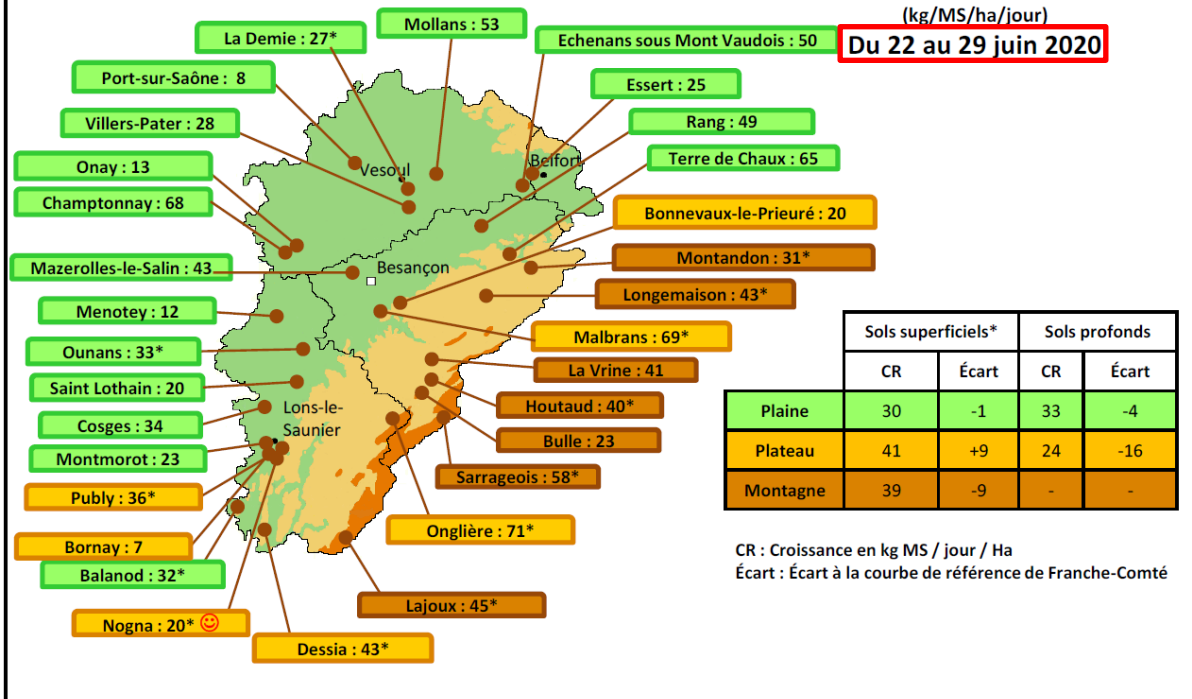 (kg/MS/ha/jour)
Du 22 au 29 juin 2020
Mollans : 53
La Demie : 27*
Echenans sous Mont Vaudois : 50
Port-sur-Saône : 8
Essert : 25
Villers-Pater : 28
Rang : 49
Onay : 13
Terre de Chaux : 65
Champtonnay : 68
Bonnevaux-le-Prieuré : 20
Mazerolles-le-Salin : 43
Montandon : 31*
Longemaison : 43*
Menotey : 12
Malbrans : 69*
Ounans : 33*
La Vrine : 41
Saint Lothain : 20
Houtaud : 40*
Cosges : 34
Bulle : 23
Montmorot : 23
Sarrageois : 58*
Publy : 36*
Onglière : 71*
Bornay : 7
Balanod : 32*
Lajoux : 45*
Nogna : 20*
Dessia : 43*
Vesoul
Belfort
Besançon
Lons-le-
Saunier
Sols superficiels* Sols profonds
CR Écart CR Écart
Plaine 30 -1 33 -4
Plateau 41 +9 24 -16
Montagne 39 -9 - -
CR : Croissance en kg MS / jour / Ha
Écart : Écart à la courbe de référence de Franche-Comté